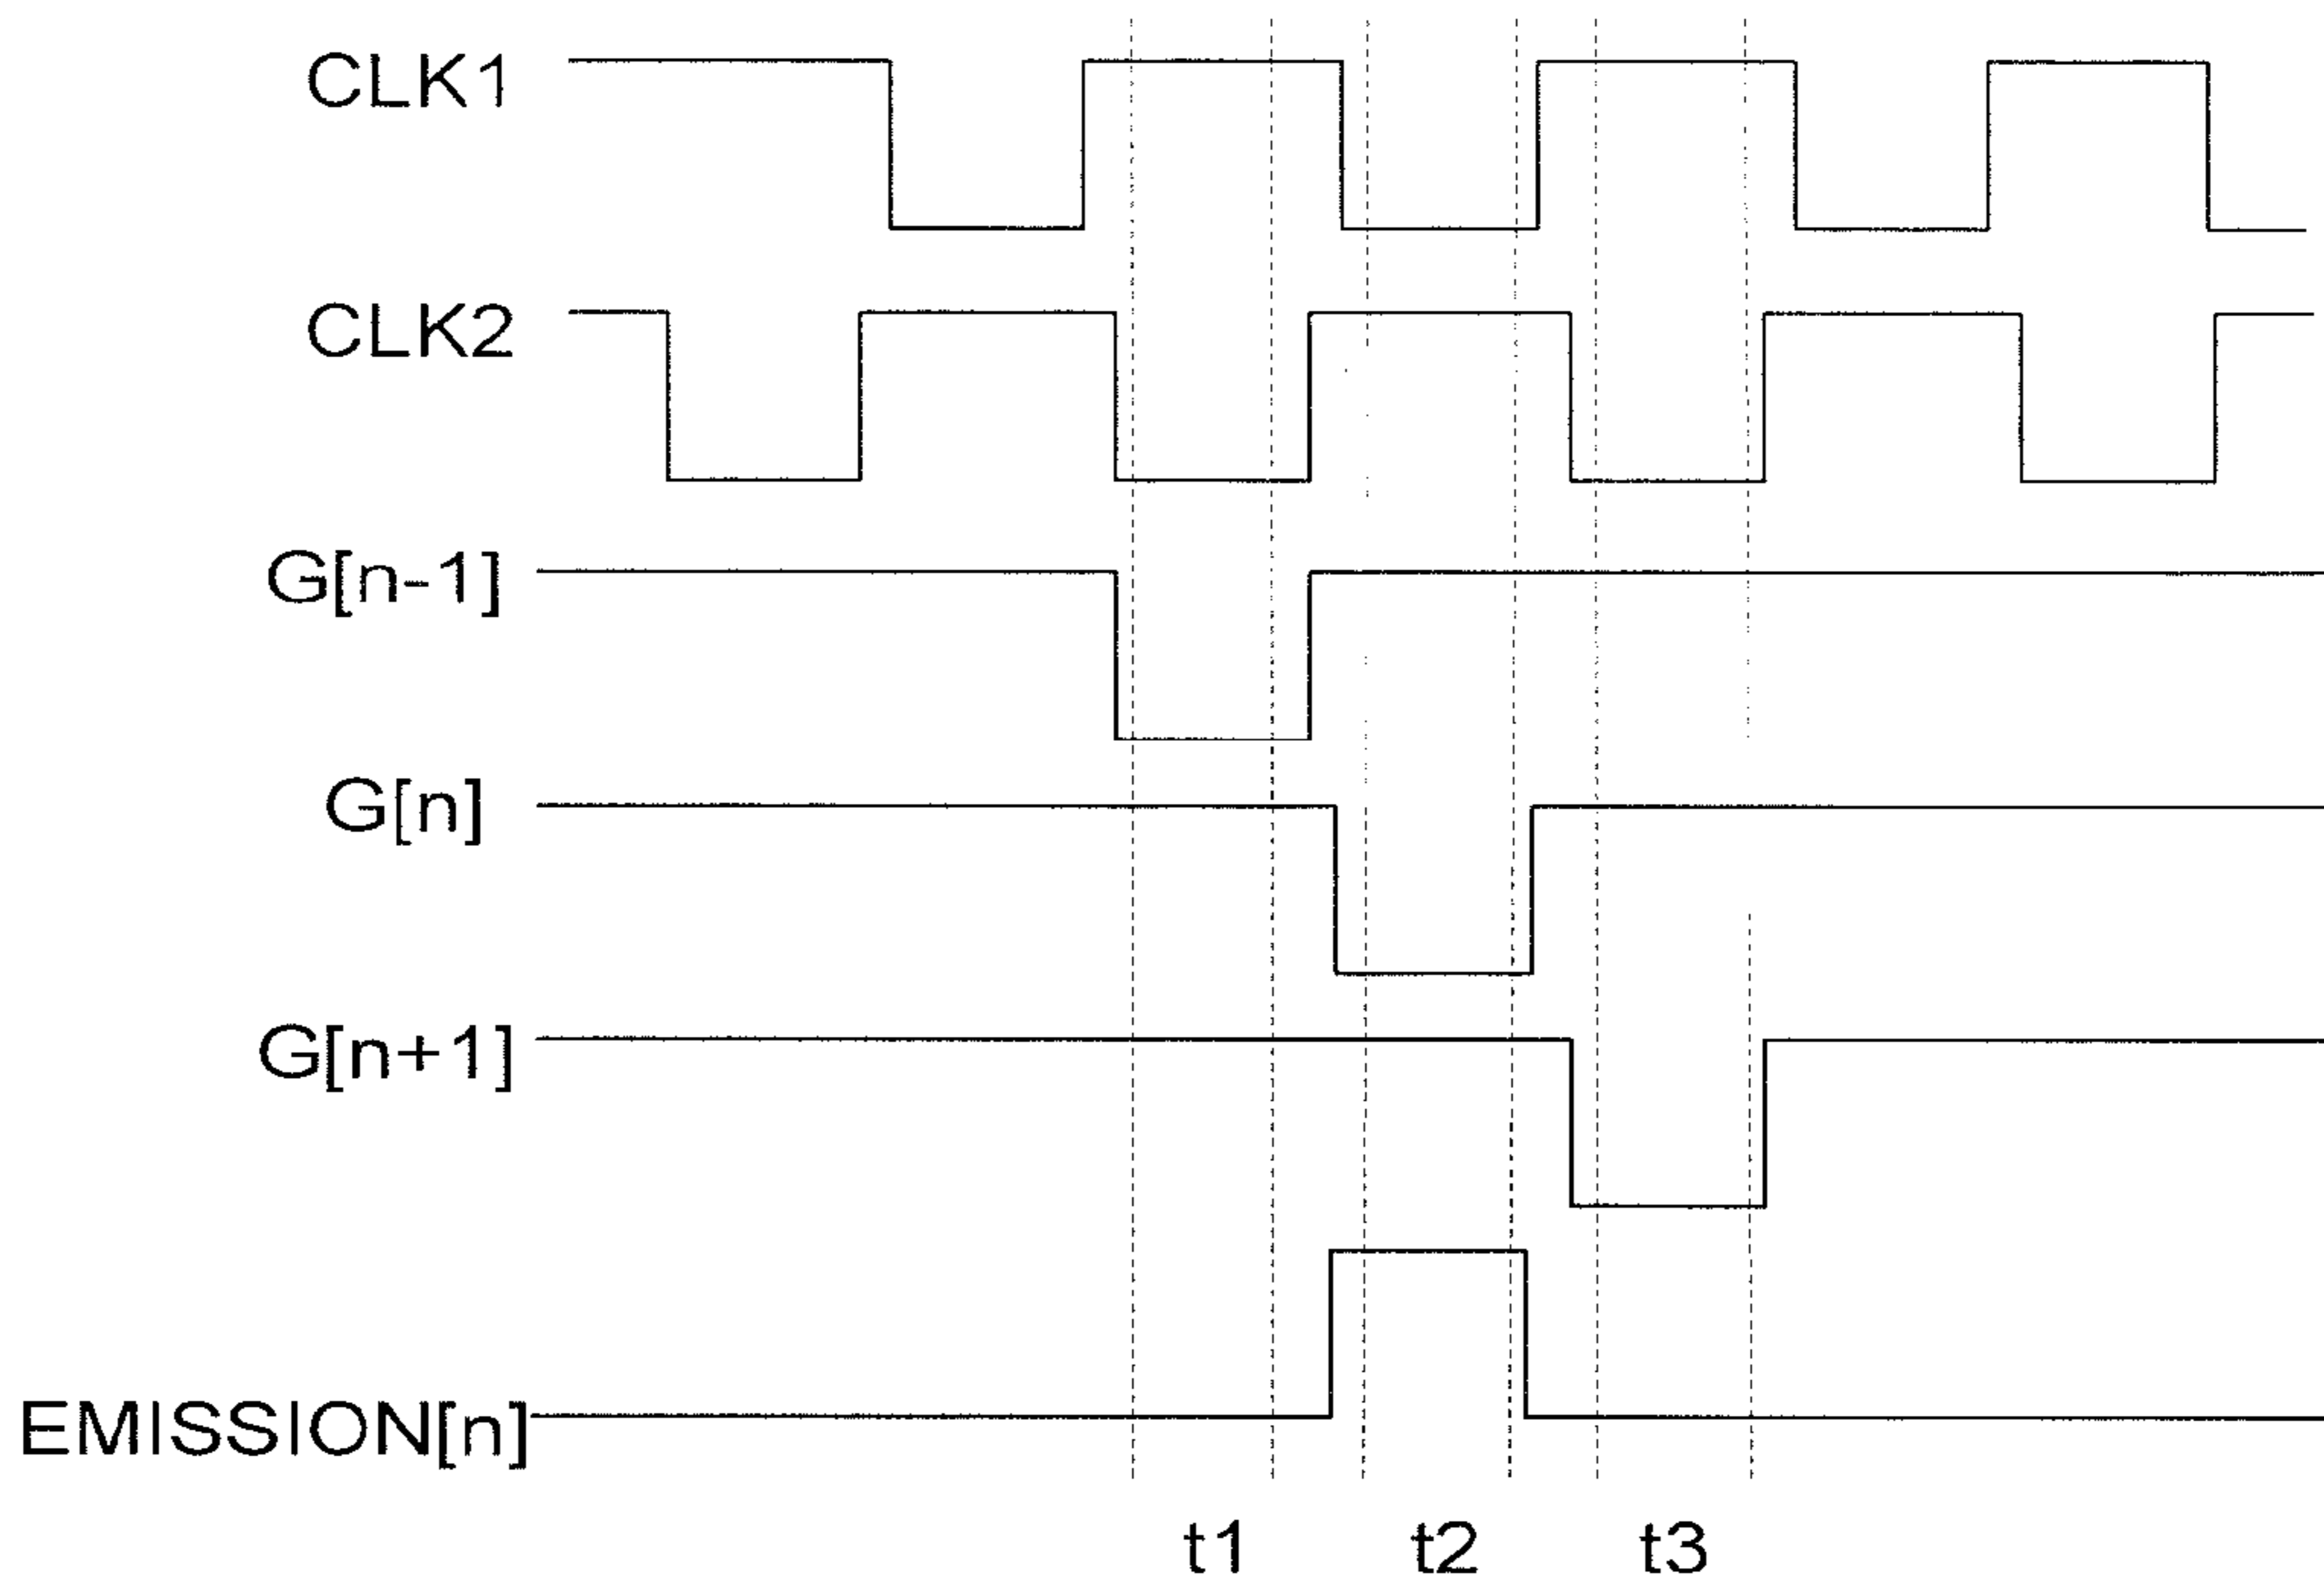 CLK1
CLK2
G[n-1]
G[n]
G[n+1]
EMISSION[n]
t1 t2 t3